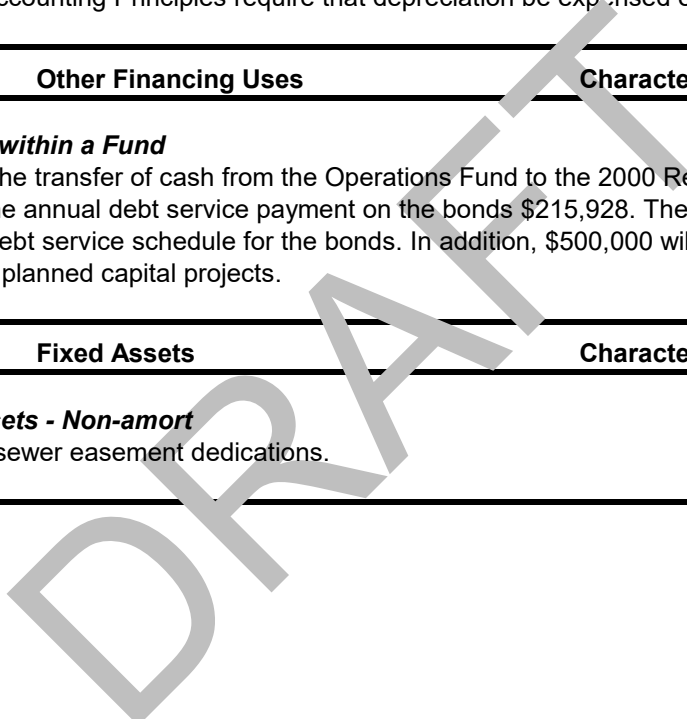 ccounting Principles require that depreciation be expensed o
Other Financing Uses Characte
within a Fund
he transfer of cash from the Operations Fund to the 2000 Re
e annual debt service payment on the bonds $215,928. The
ebt service schedule for the bonds. In addition, $500,000 wil
planned capital projects.
Fixed Assets Characte
ets - Non-amort
sewer easement dedications.
DRAFT